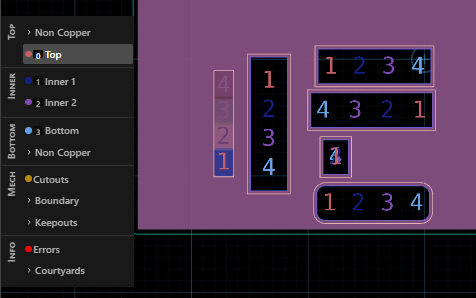 TOP
Non Copper
0 Top
INNER
1 Inner 1
2 Inner 2
BOTTOM
3 Bottom
Non Copper
MECH
Cutouts
Boundary
Keepouts
INFO
Errors
Courtyards
4
3
2
1
1
2
3
4
1 2 3 4
4 3 2 1
1 2 3 4